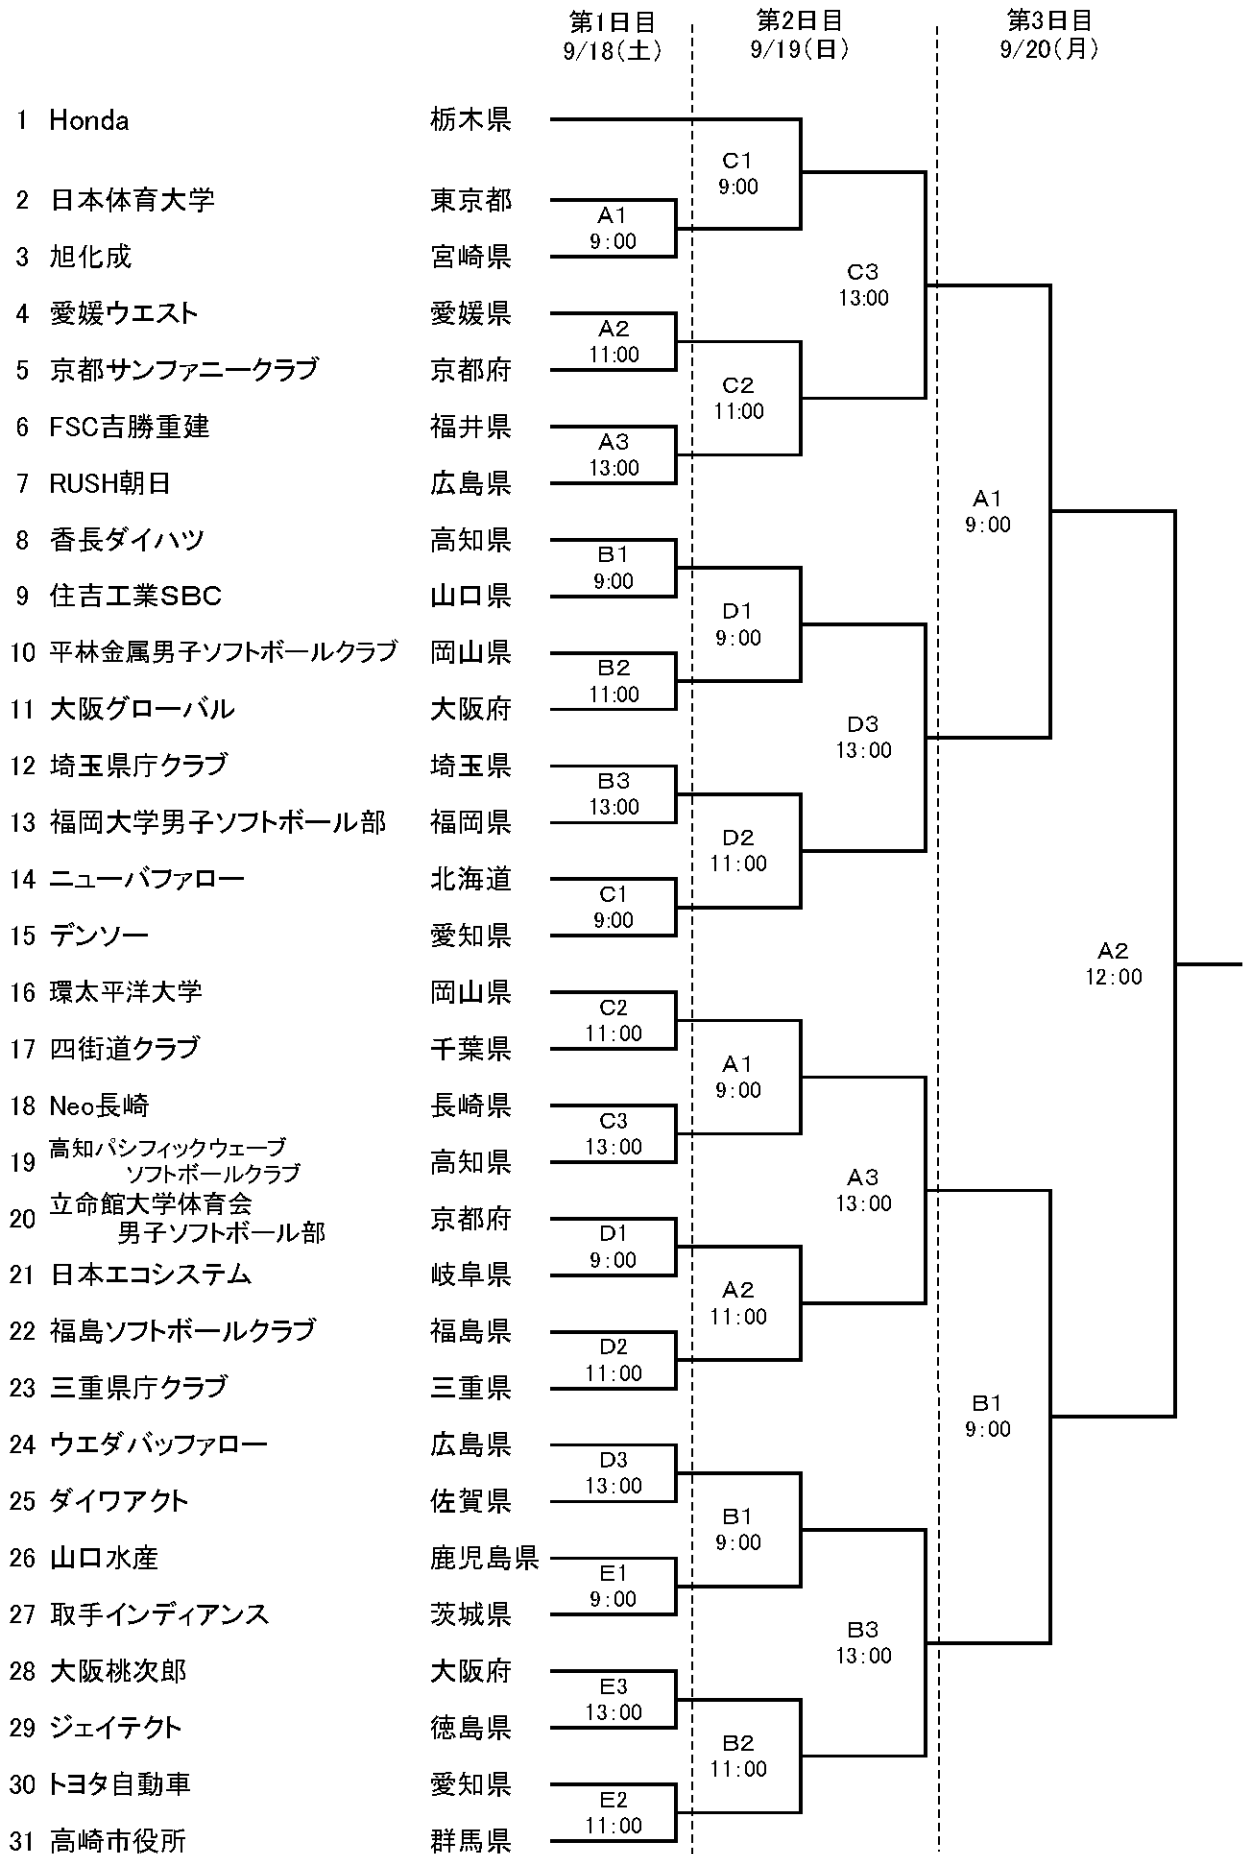 第1日目 第2日目 第3日目
9/18(土) 9/19(日) 9/20(月)
1 Honda 栃木県
C1
9:00
2 日本体育大学 東京都
A1
9:00
3 旭化成 宮崎県
C3
13:00
4 愛媛ウエスト 愛媛県
A2
11:00
5 京都サンファニークラブ 京都府
C2
11:00
6 FSC吉勝重建 福井県
A3
13:00
7 RUSH朝日 広島県
A1
9:00
8 香長ダイハツ 高知県
B1
9:00
9 住吉工業SBC 山口県
D1
9:00
10 平林金属男子ソフトボールクラブ 岡山県
B2
11:00
11 大阪グローバル 大阪府
D3
13:00
12 埼玉県庁クラブ 埼玉県
B3
13:00
13 福岡大学男子ソフトボール部 福岡県
D2
11:00
14 ニューバファロー 北海道
C1
9:00
15 デンソー 愛知県
A2
12:00
16 環太平洋大学 岡山県
C2
11:00
17 四街道クラブ 千葉県
A1
9:00
18 Neo長崎 長崎県
C3
13:00
19 高知パシフィックウェーブ
ソフトボールクラブ 高知県
A3
13:00
20 立命館大学体育会
男子ソフトボール部 京都府
D1
9:00
21 日本エコシステム 岐阜県
A2
11:00
22 福島ソフトボールクラブ 福島県
D2
11:00
23 三重県庁クラブ 三重県
B1
9:00
24 ウエダバッファロー 広島県
D3
13:00
25 ダイワアクト 佐賀県
B1
9:00
26 山口水産 鹿児島県
E1
9:00
27 取手インディアンス 茨城県
B3
13:00
28 大阪桃次郎 大阪府
E3
13:00
29 ジェイテクト 徳島県
B2
11:00
30 トヨタ自動車 愛知県
E2
11:00
31 高崎市役所 群馬県